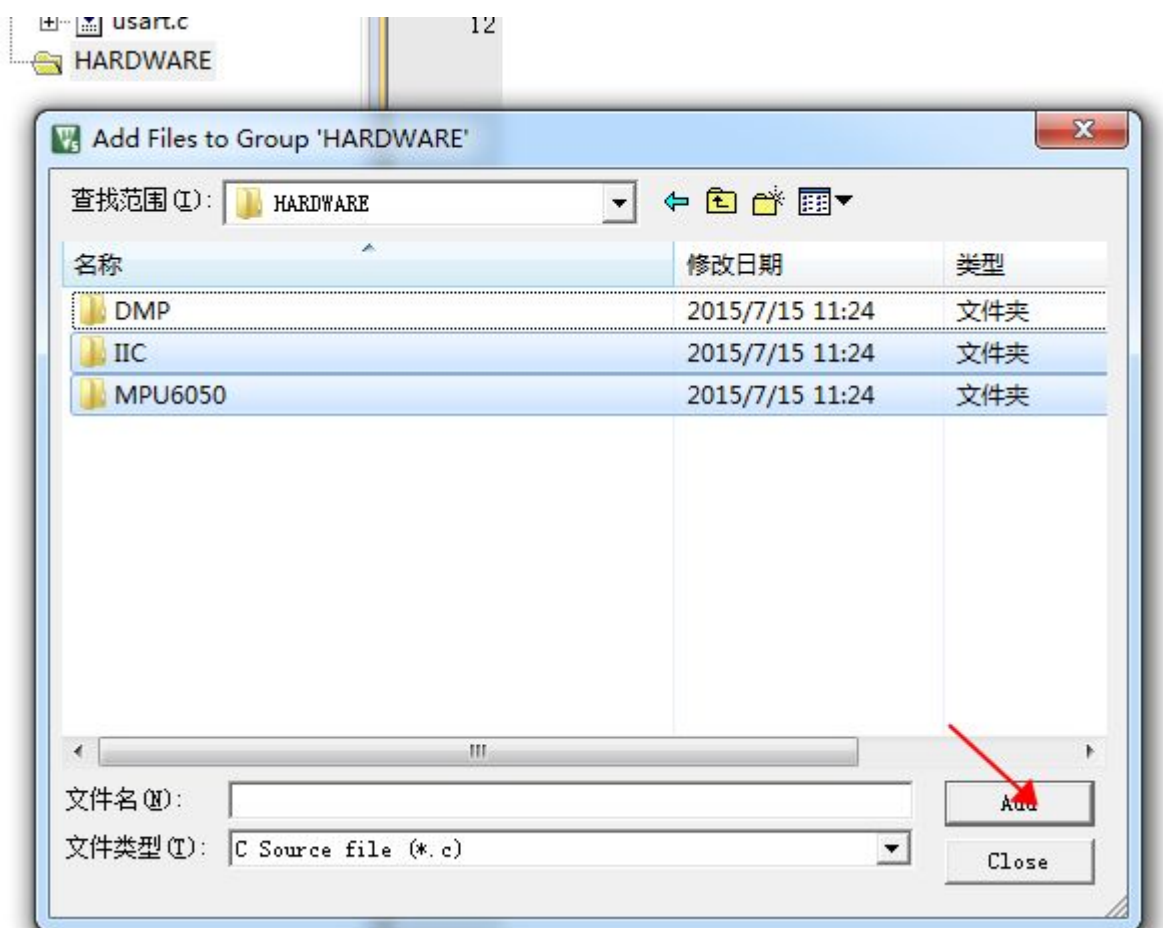 usart.c
12
HARDWARE
Add Files to Group 'HARDWARE'
查找范围(I): HARDWARE
名称 修改日期 类型
DMP 2015/7/15 11:24 文件夹
IIC 2015/7/15 11:24 文件夹
MPU6050 2015/7/15 11:24 文件夹
文件名(N): Add
文件类型(T): C Source file (*.c)
Close